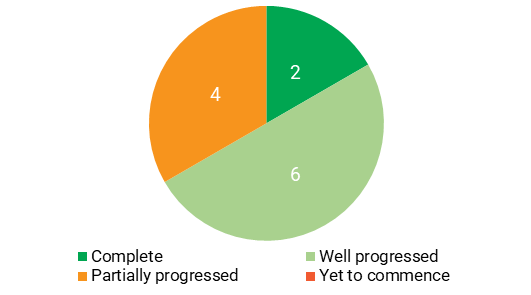 2
4
6
Complete
Well progressed
Partially progressed
Yet to commence